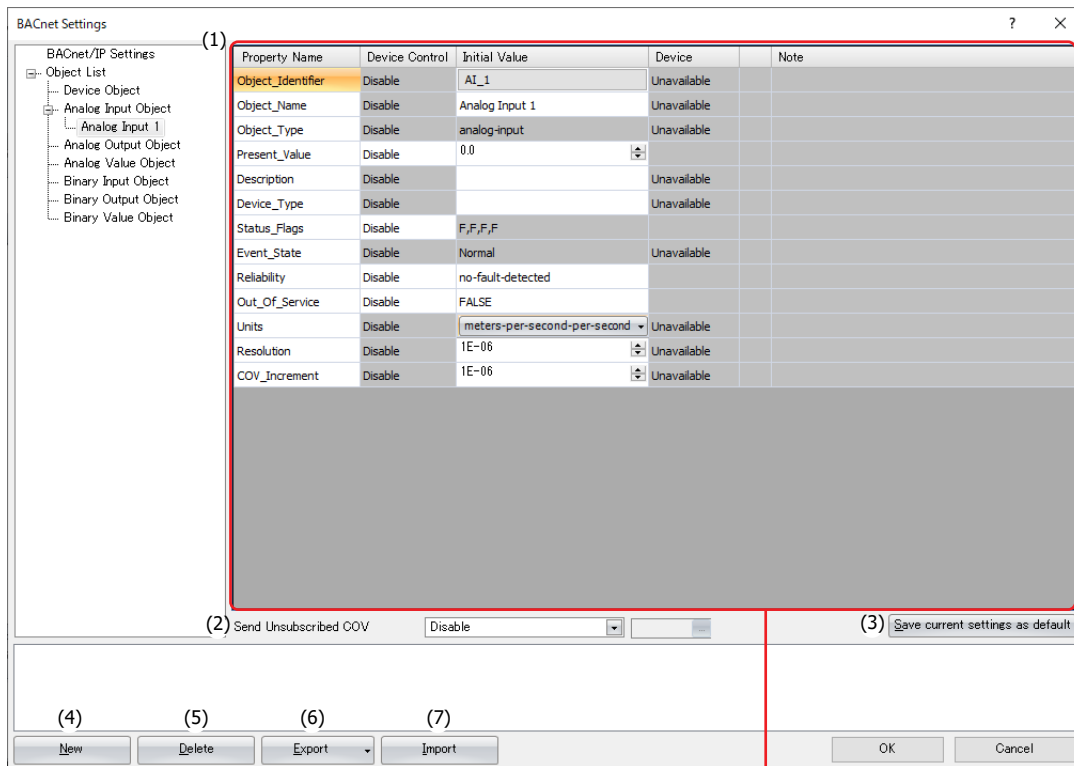 BACnet Settings
?
(1)
BACnet/IP Settings
Object List
Device Object
Analog Input Object
Analog Input 1
Analog Output Object
Analog Value Object
Binary Input Object
Binary Output Object
Binary Value Object
Property Name Device Control Initial Value Device Note
Object_Identifier Disable AI_1 Unavailable
Object_Name Disable Analog Input 1 Unavailable
Object_Type Disable analog-input Unavailable
Present_Value Disable 0.0
Description Disable Unavailable
Device_Type Disable Unavailable
Status_Flags Disable F,F,F,F
Event_State Disable Normal Unavailable
Reliability Disable no-fault-detected
Out_Of_Service Disable FALSE
Units Disable meters-per-second-per-second Unavailable
Resolution Disable 1E-06 Unavailable
COV_Increment Disable 1E-06 Unavailable
(2) Send Unsubscribed COV Disable
(3) Save current settings as default
(4) (5) (6) (7)
New Delete Export Import OK Cancel